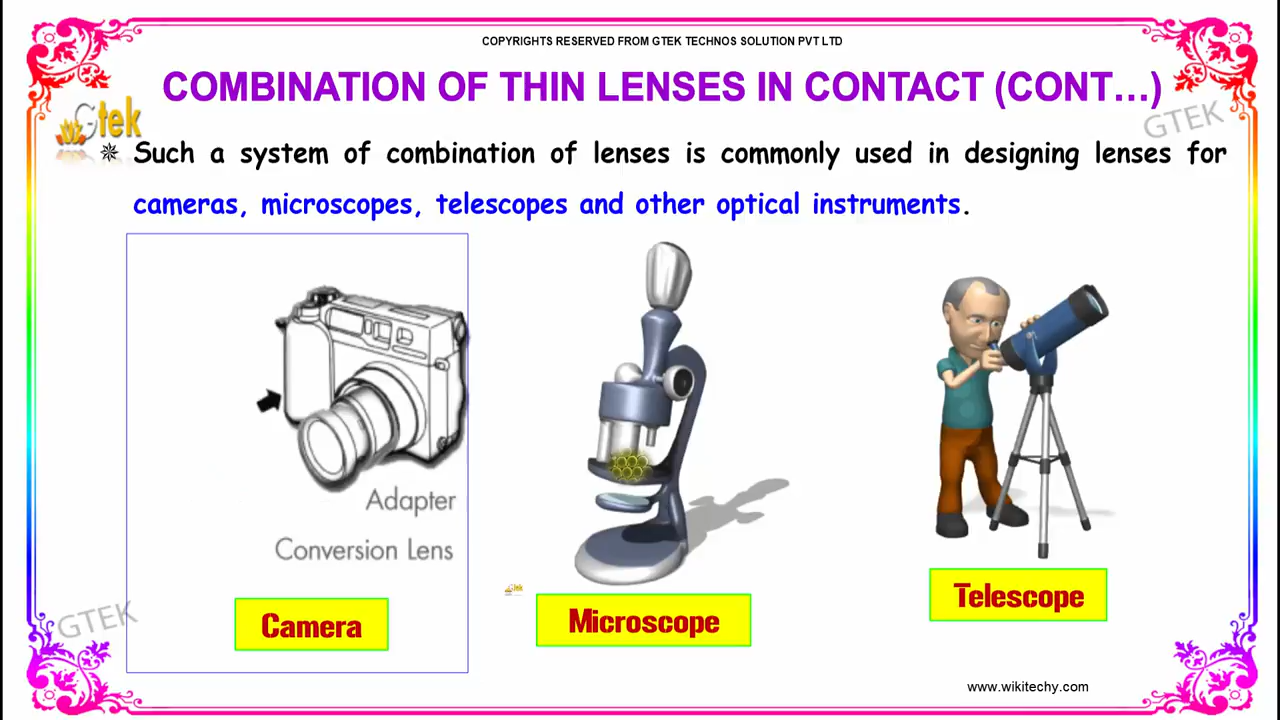 COPYRIGHTS RESERVED FROM GTEK TECHNOS SOLUTION PVT LTD
COMBINATION OF THIN LENSES IN CONTACT (CONT…)
Gtek
GTEK
✵ Such a system of combination of lenses is commonly used in designing lenses for
cameras, microscopes, telescopes and other optical instruments.
Adapter
Conversion Lens
Gtek
GTEK
Camera
Microscope
Telescope
www.wikitechy.com